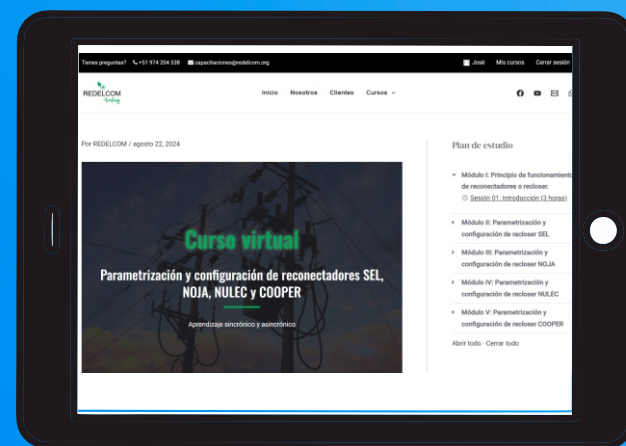 Tienes preguntas? +51 974 204 538 capacitaciones@redelcom.org
José Mis cursos Cerrar sesión
REDELCOM
Inicio Nosotros Clientes Cursos
Por REDELCOM / agosto 22, 2024
Curso virtual
Parametrización y configuración de reconectadores SEL,
NOJA, NULEC y COOPER
Aprendizaje sincrónico y asincrónico
Plan de estudio
Módulo I: Principio de funcionamiento
de reconectadores o recloser.
Sesión 01: Introducción (3 horas)
Módulo II: Parametrización y
configuración de recloser SEL
Módulo III: Parametrización y
configuración de recloser NOJA
Módulo IV: Parametrización y
configuración de recloser NULEC
Módulo V: Parametrización y
configuración de recloser COOPER
Abrir todo · Cerrar todo